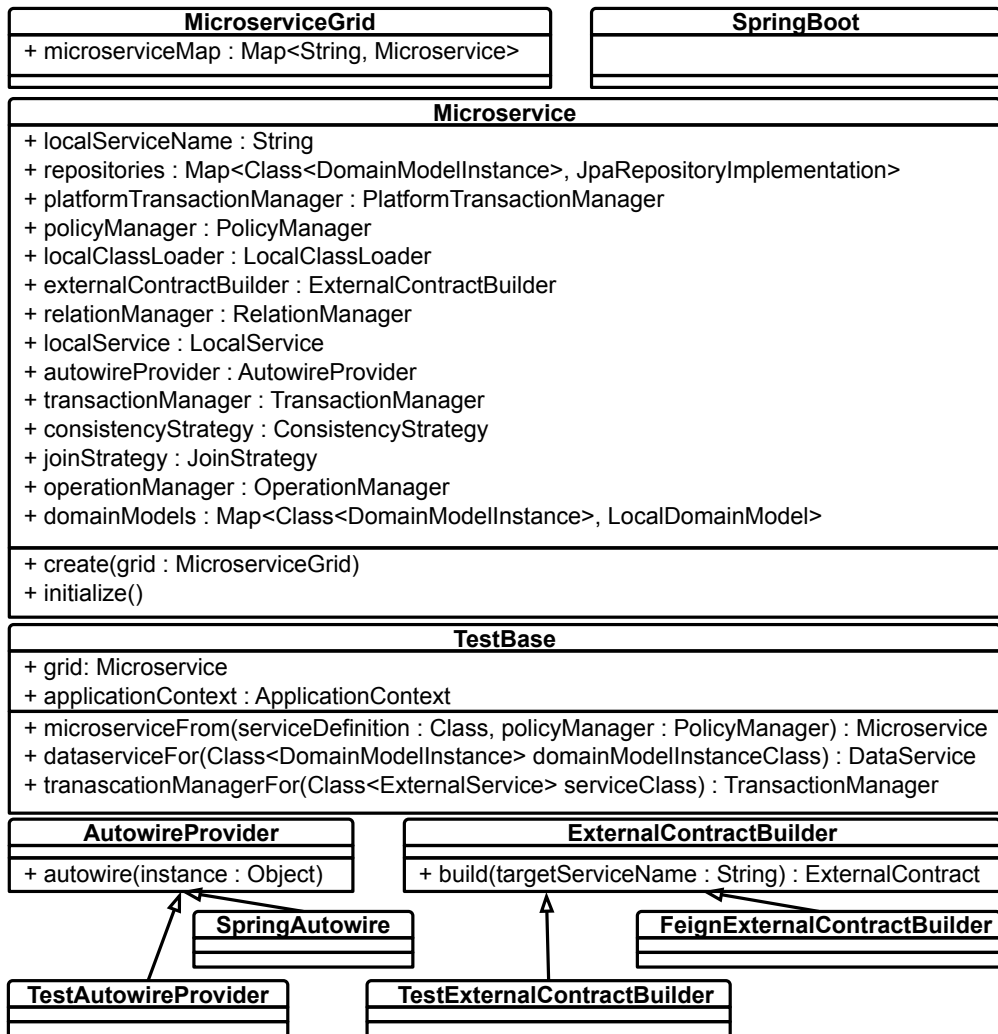 MicroserviceGrid
+ microserviceMap : Map<String, Microservice>
SpringBoot
Microservice
+ localServiceName : String
+ repositories : Map<Class<DomainModelInstance>, JpaRepositoryImplementation>
+ platformTransactionManager : PlatformTransactionManager
+ policyManager : PolicyManager
+ localClassLoader : LocalClassLoader
+ externalContractBuilder : ExternalContractBuilder
+ relationManager : RelationManager
+ localService : LocalService
+ autowireProvider : AutowireProvider
+ transactionManager : TransactionManager
+ consistencyStrategy : ConsistencyStrategy
+ joinStrategy : JoinStrategy
+ operationManager : OperationManager
+ domainModels : Map<Class<DomainModelInstance>, LocalDomainModel>
+ create(grid : MicroserviceGrid)
+ initialize()
TestBase
+ grid: Microservice
+ applicationContext : ApplicationContext
+ microserviceFrom(serviceDefinition : Class, policyManager : PolicyManager) : Microservice
+ dataserviceFor(Class<DomainModelInstance> domainModelInstanceClass) : DataService
+ tranascationManagerFor(Class<ExternalService> serviceClass) : TransactionManager
AutowireProvider
+ autowire(instance : Object)
ExternalContractBuilder
+ build(targetServiceName : String) : ExternalContract
SpringAutowire
FeignExternalContractBuilder
TestAutowireProvider
TestExternalContractBuilder